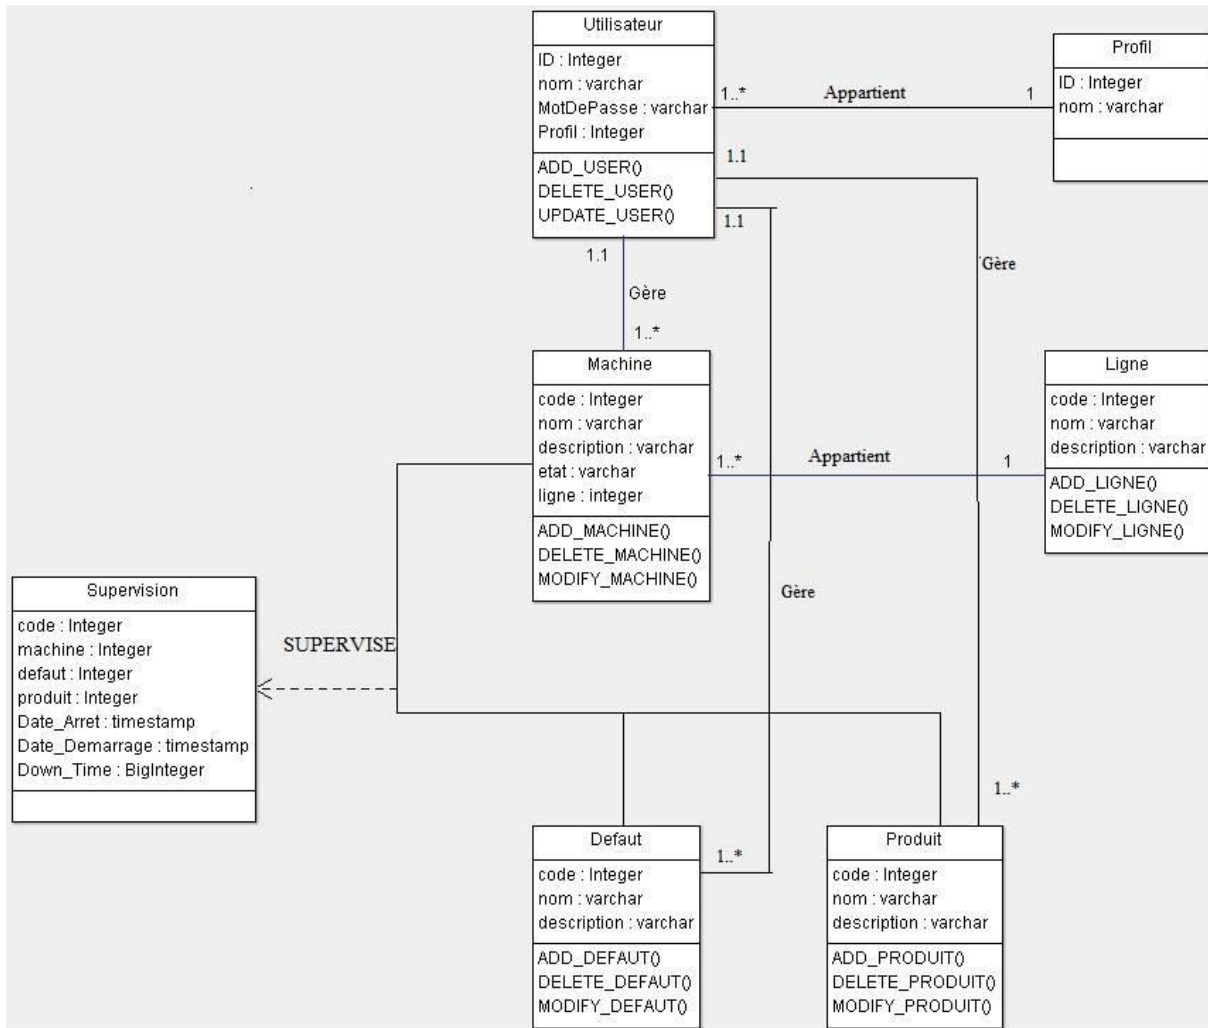 Utilisateur
ID : Integer
nom : varchar
MotDePasse : varchar
Profil : Integer
ADD_USER()
DELETE_USER()
UPDATE_USER()
Profil
ID : Integer
nom : varchar
1..*
Appartient
1
1.1
1.1
1.1
Gère
1..*
Gère
Machine
code : Integer
nom : varchar
description : varchar
etat : varchar
ligne : integer
ADD_MACHINE()
DELETE_MACHINE()
MODIFY_MACHINE()
1..*
Appartient
1
Ligne
code : Integer
nom : varchar
description : varchar
ADD_LIGNE()
DELETE_LIGNE()
MODIFY_LIGNE()
Supervision
code : Integer
machine : Integer
defaut : Integer
produit : Integer
Date_Arret : timestamp
Date_Demarrage : timestamp
Down_Time : BigInteger
SUPERVISE
Gère
1..*
1..*
Defaut
code : Integer
nom : varchar
description : varchar
ADD_DEFAUT()
DELETE_DEFAUT()
MODIFY_DEFAUT()
Produit
code : Integer
nom : varchar
description : varchar
ADD_PRODUIT()
DELETE_PRODUIT()
MODIFY_PRODUIT()